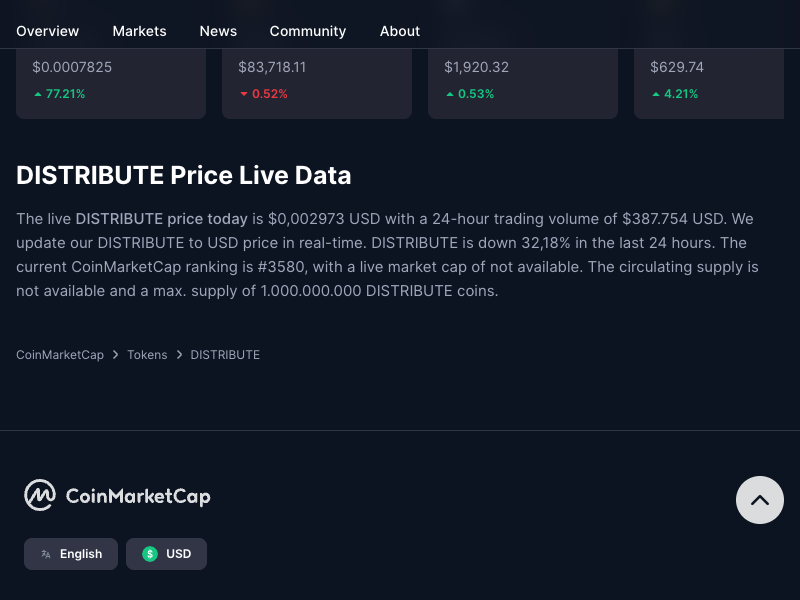 Overview Markets News Community About
$0.0007825 $83,718.11 $1,920.32 $629.74
77.21% 0.52% 0.53% 4.21%
DISTRIBUTE Price Live Data
The live DISTRIBUTE price today is $0,002973 USD with a 24-hour trading volume of $387.754 USD. We
update our DISTRIBUTE to USD price in real-time. DISTRIBUTE is down 32,18% in the last 24 hours. The
current CoinMarketCap ranking is #3580, with a live market cap of not available. The circulating supply is
not available and a max. supply of 1.000.000.000 DISTRIBUTE coins.
CoinMarketCap Tokens DISTRIBUTE
CoinMarketCap
English USD